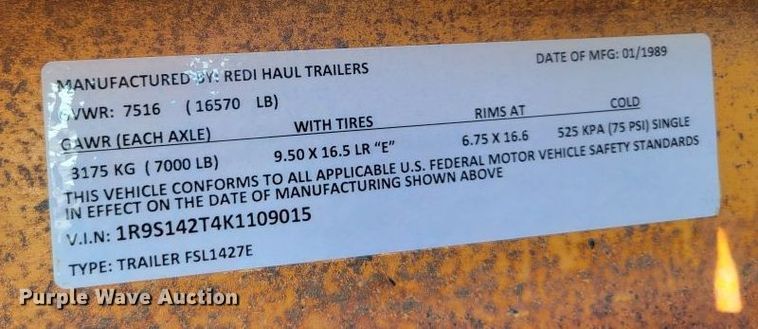 MANUFACTURED BY: REDI HAUL TRAILERS DATE OF MFG: 01/1989
GVWR: 7516 ( 16570 LB)
GAWR (EACH AXLE) WITH TIRES RIMS AT COLD
3175 KG ( 7000 LB) 9.50 X 16.5 LR "E" 6.75 X 16.6 525 KPA (75 PSI) SINGLE
THIS VEHICLE CONFORMS TO ALL APPLICABLE U.S. FEDERAL MOTOR VEHICLE SAFETY STANDARDS
IN EFFECT ON THE DATE OF MANUFACTURING SHOWN ABOVE
V.I.N: 1R9S142T4K1109015
TYPE: TRAILER FSL1427E
Purple Wave Auction